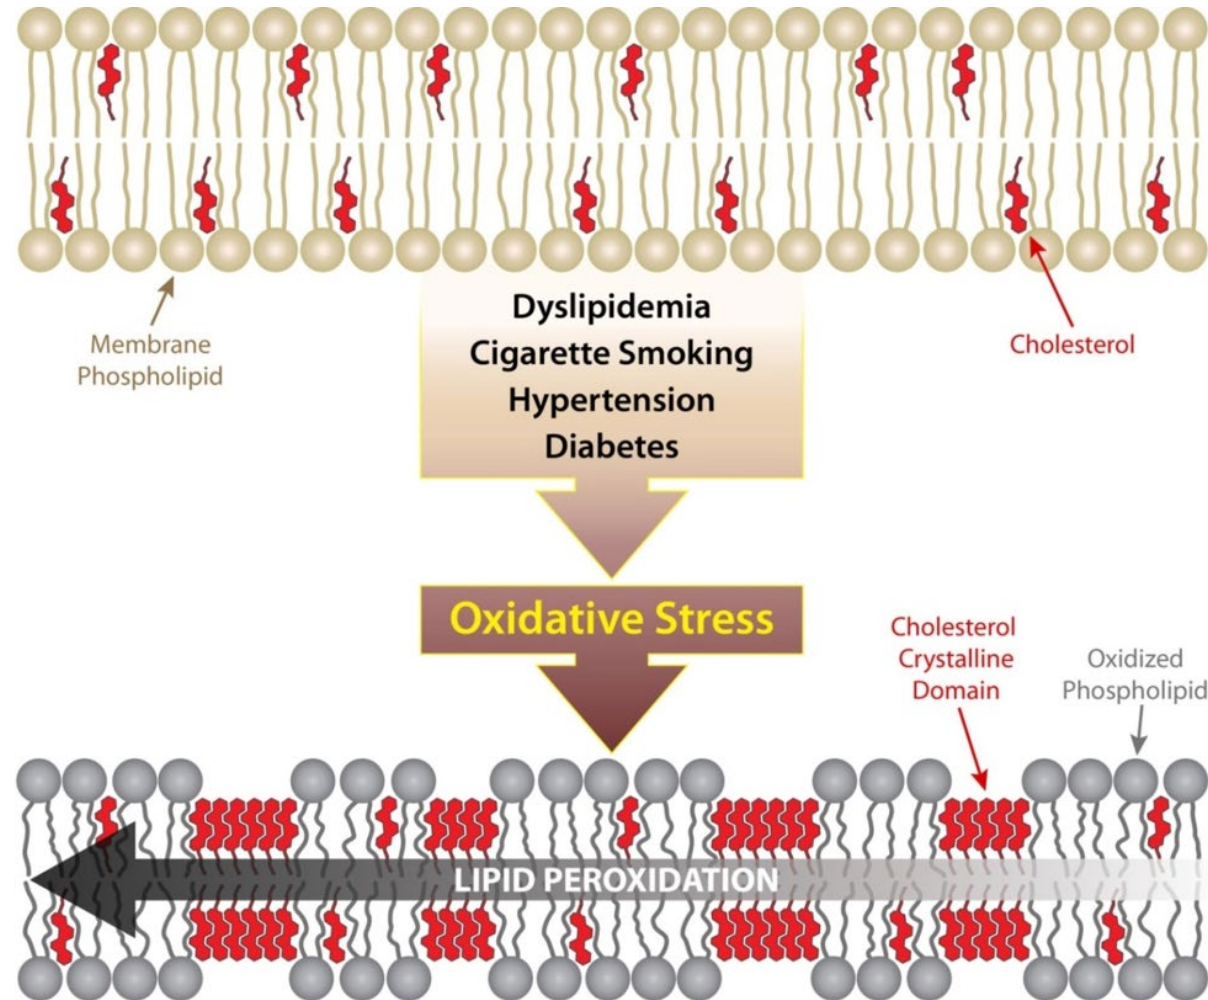 Dyslipidemia
Cigarette Smoking
Hypertension
Diabetes
Membrane
Phospholipid
Cholesterol
Oxidative Stress
Cholesterol
Crystalline
Domain
Oxidized
Phospholipid
LIPID PEROXIDATION